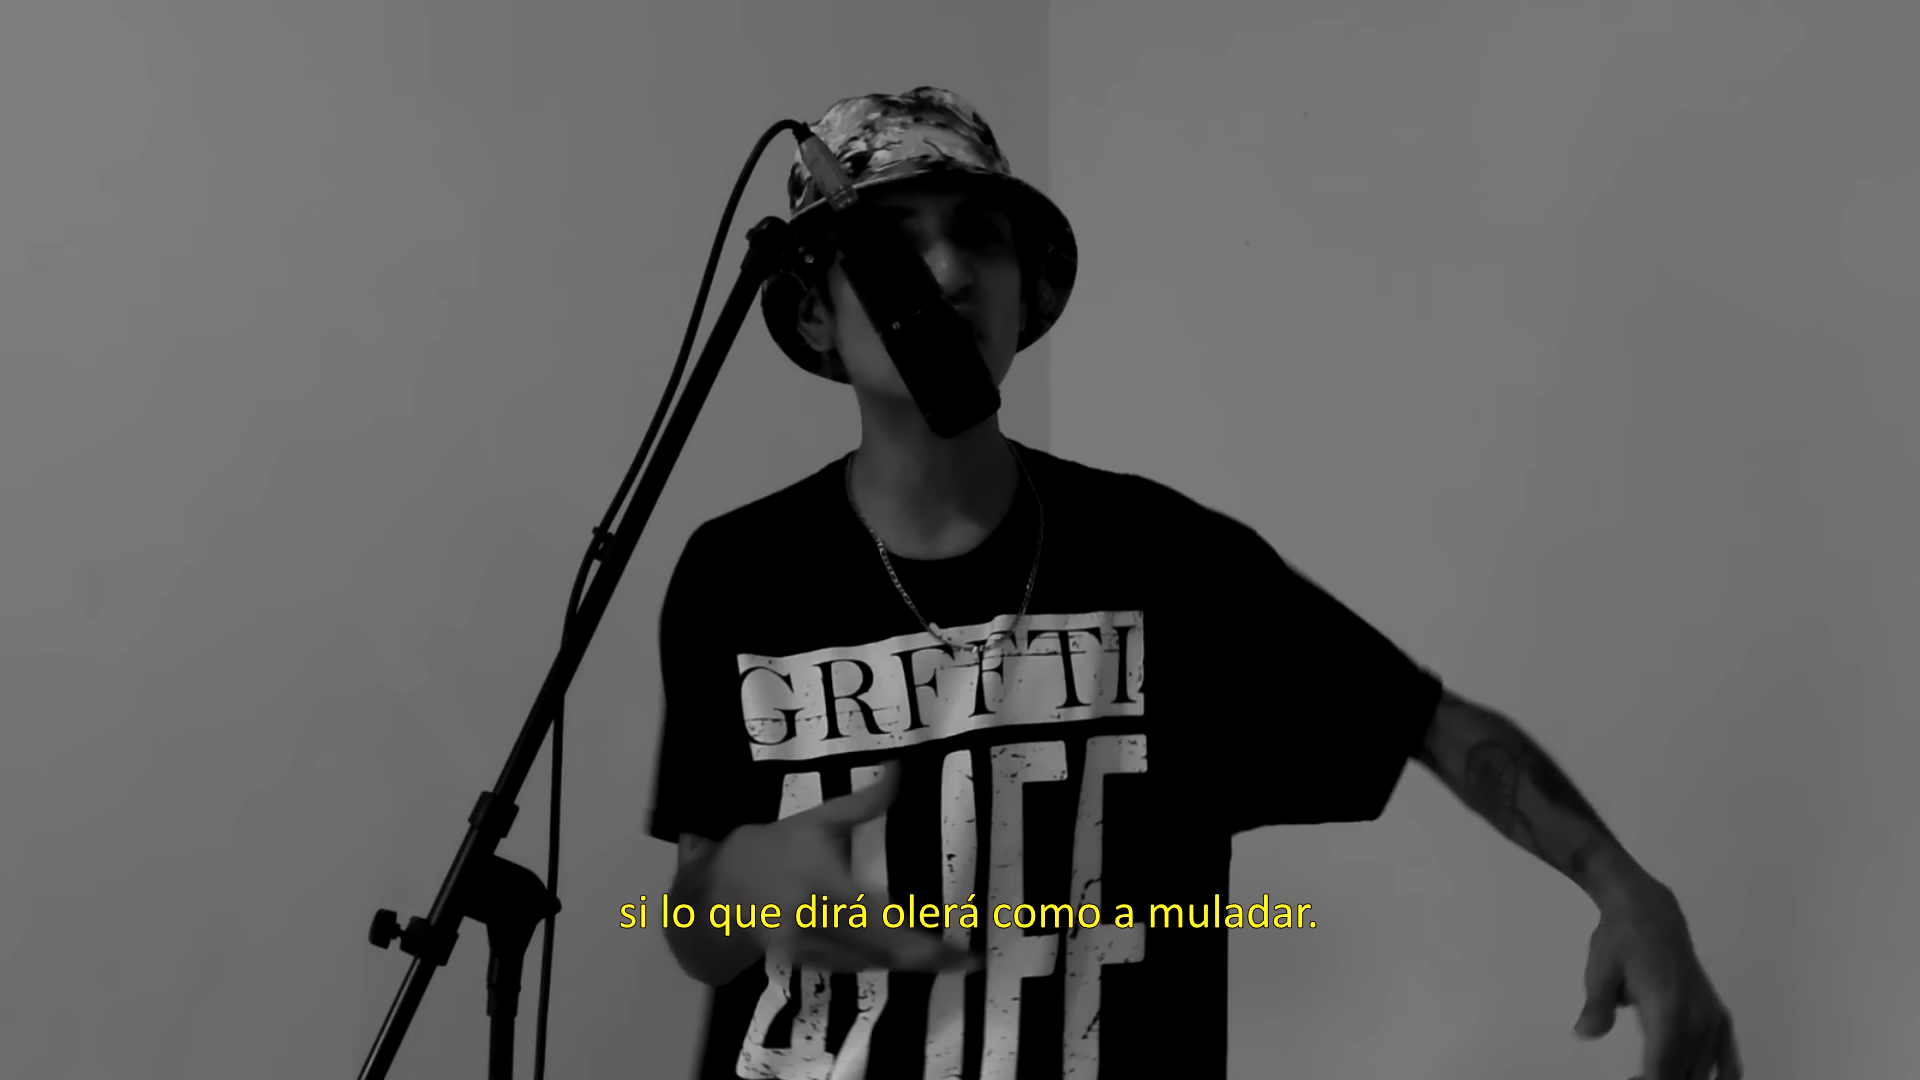 GRFFTI
si lo que dirá olerá como a muladar.